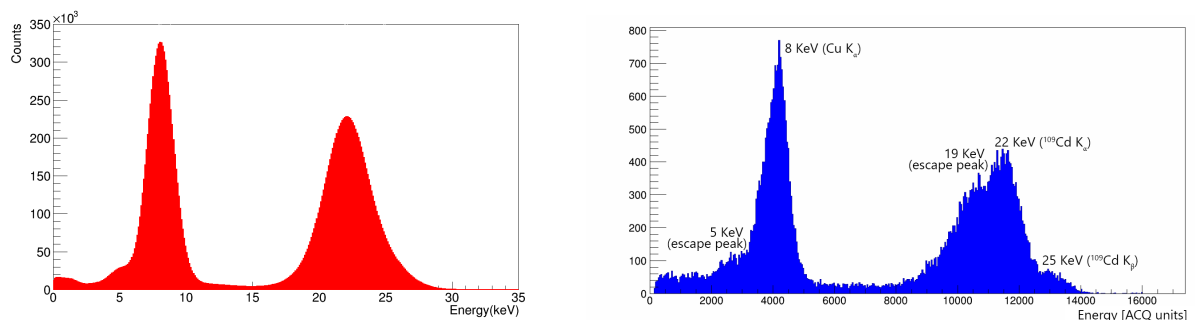 ×10³
Counts
350
300
250
200
150
100
50
0
0 5 10 15 20 25 30 35
Energy(keV)
800
700
600
500
400
300
200
100
0
8 KeV (Cu Kα)
22 KeV (¹⁰⁹Cd Kα)
19 KeV
(escape peak)
5 KeV
(escape peak)
25 KeV (¹⁰⁹Cd Kβ)
0 2000 4000 6000 8000 10000 12000 14000 16000
Energy [ACQ units]